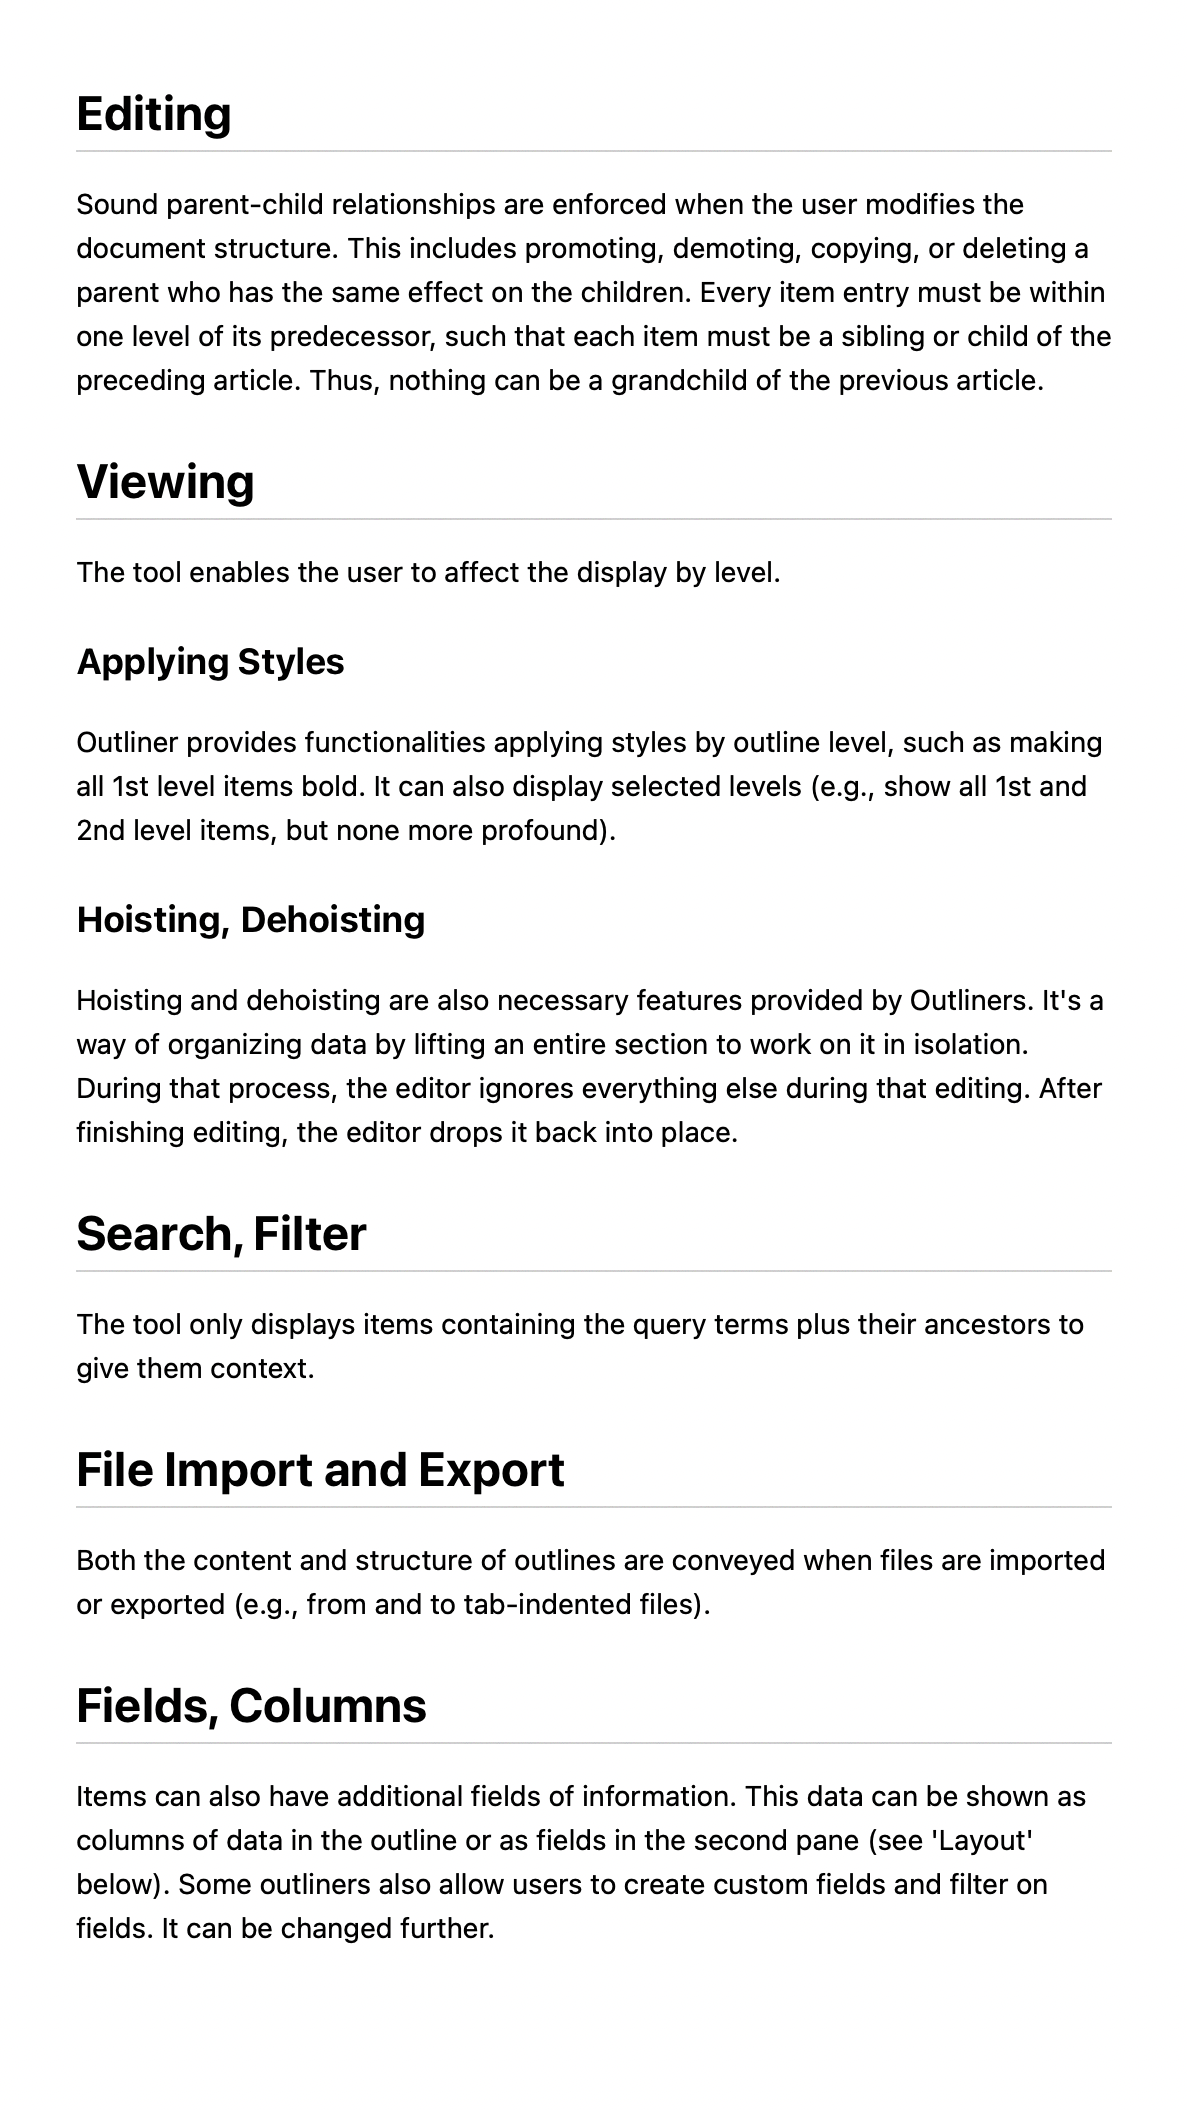 Editing
Sound parent-child relationships are enforced when the user modifies the
document structure. This includes promoting, demoting, copying, or deleting a
parent who has the same effect on the children. Every item entry must be within
one level of its predecessor, such that each item must be a sibling or child of the
preceding article. Thus, nothing can be a grandchild of the previous article.
Viewing
The tool enables the user to affect the display by level.
Applying Styles
Outliner provides functionalities applying styles by outline level, such as making
all 1st level items bold. It can also display selected levels (e.g., show all 1st and
2nd level items, but none more profound).
Hoisting, Dehoisting
Hoisting and dehoisting are also necessary features provided by Outliners. It's a
way of organizing data by lifting an entire section to work on it in isolation.
During that process, the editor ignores everything else during that editing. After
finishing editing, the editor drops it back into place.
Search, Filter
The tool only displays items containing the query terms plus their ancestors to
give them context.
File Import and Export
Both the content and structure of outlines are conveyed when files are imported
or exported (e.g., from and to tab-indented files).
Fields, Columns
Items can also have additional fields of information. This data can be shown as
columns of data in the outline or as fields in the second pane (see 'Layout'
below). Some outliners also allow users to create custom fields and filter on
fields. It can be changed further.